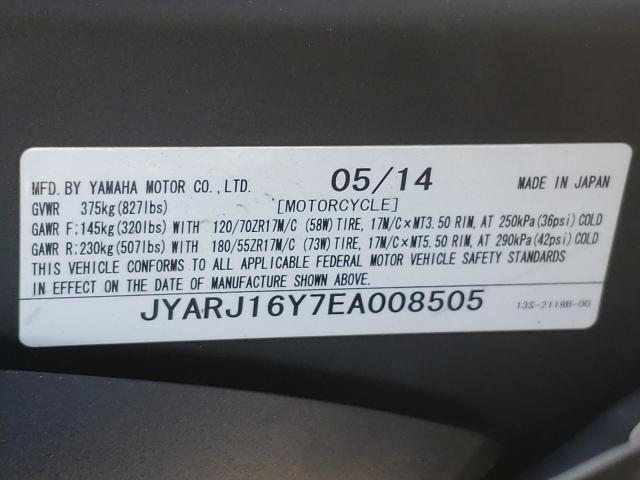 MFD. BY YAMAHA MOTOR CO., LTD. 05/14 MADE IN JAPAN
GVWR 375kg(827lbs) [MOTORCYCLE]
GAWR F:145kg(320lbs) WITH 120/70ZR17M/C (58W) TIRE, 17M/C×MT3.50 RIM, AT 250kPa(36psi) COLD
GAWR R:230kg(507lbs) WITH 180/55ZR17M/C (73W) TIRE, 17M/C×MT5.50 RIM, AT 290kPa(42psi) COLD
THIS VEHICLE CONFORMS TO ALL APPLICABLE FEDERAL MOTOR VEHICLE SAFETY STANDARDS
IN EFFECT ON THE DATE OF MANUFACTURE SHOWN ABOVE.
JYARJ16Y7EA008505 13S-2118B-00